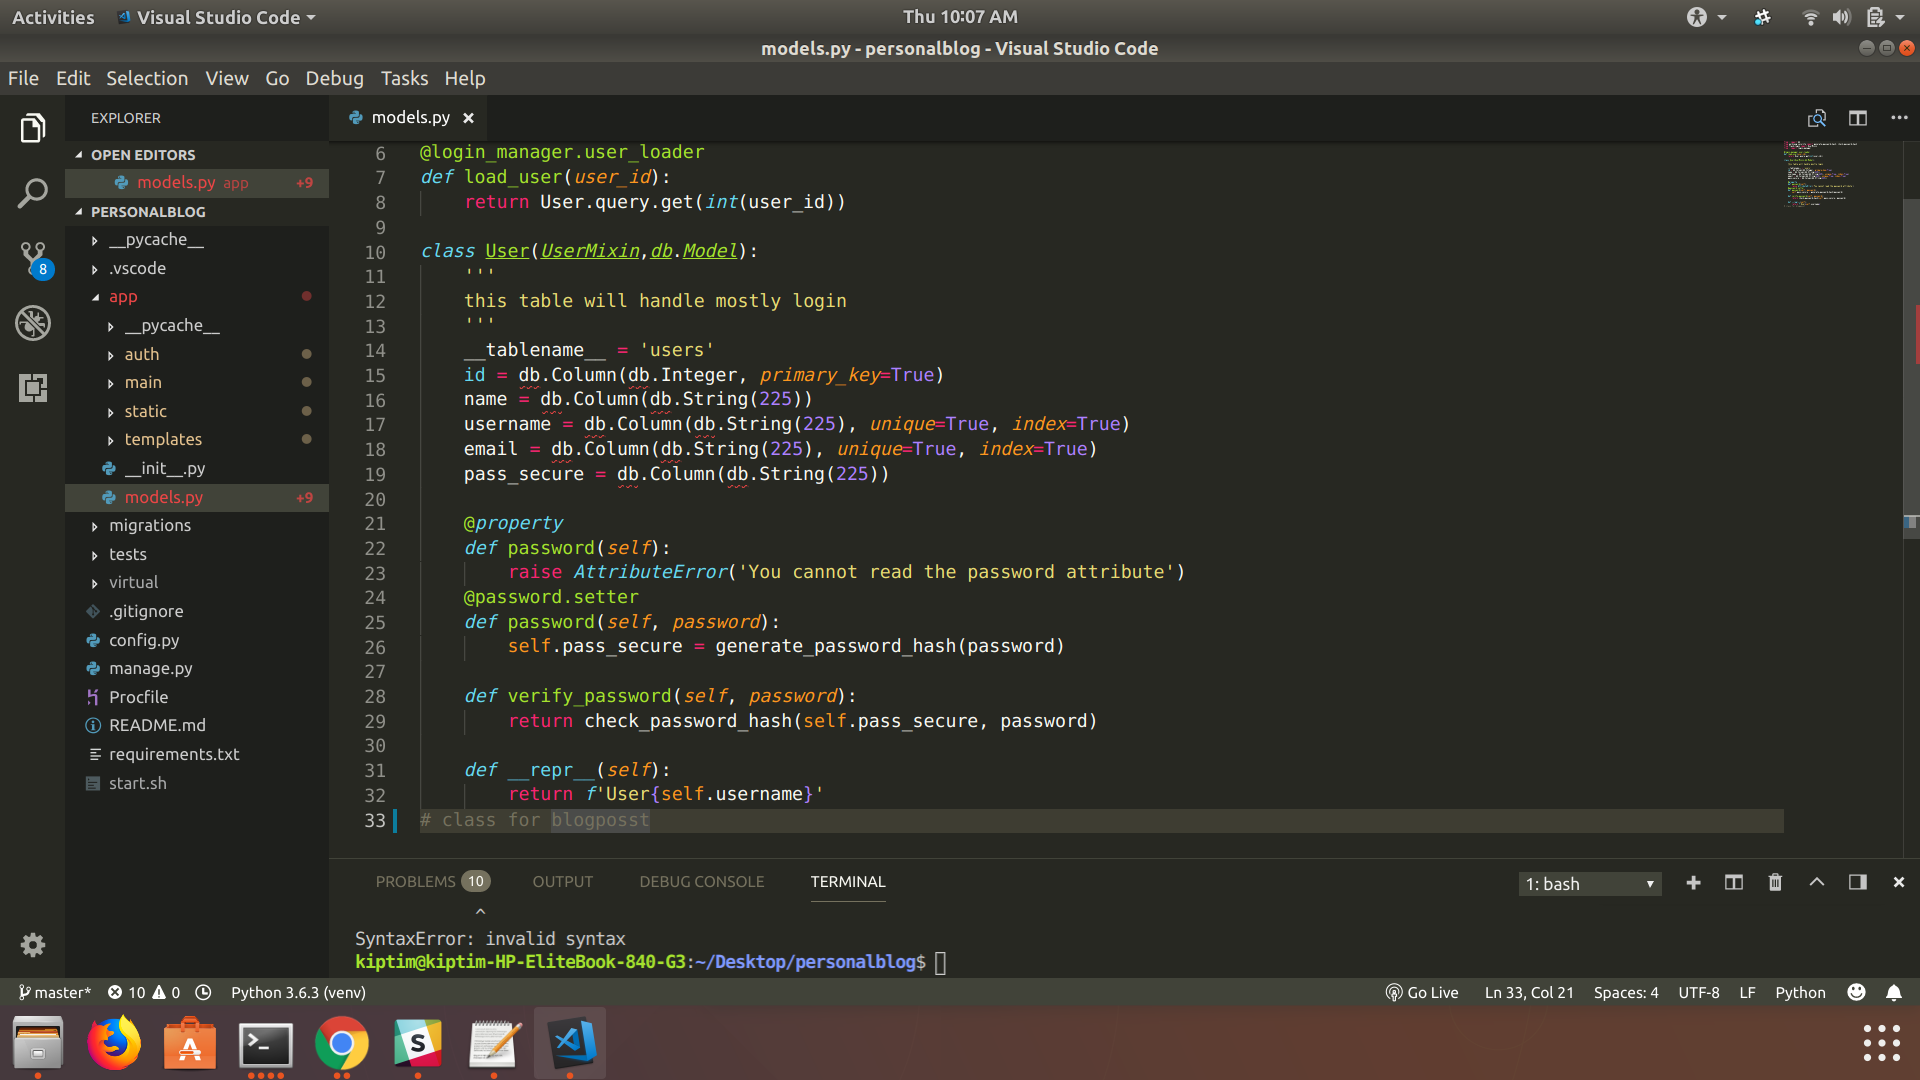 Activities Visual Studio Code Thu 10:07 AM
models.py - personalblog - Visual Studio Code
File Edit Selection View Go Debug Tasks Help
EXPLORER
OPEN EDITORS
models.py app +9
PERSONALBLOG
__pycache__
.vscode
app
__pycache__
auth
main
static
templates
__init__.py
models.py +9
migrations
tests
virtual
.gitignore
config.py
manage.py
Procfile
README.md
requirements.txt
start.sh
8
models.py
6 @login_manager.user_loader
7 def load_user(user_id):
8 return User.query.get(int(user_id))
9
10 class User(UserMixin,db.Model):
11 '''
12 this table will handle mostly login
13 '''
14 __tablename__ = 'users'
15 id = db.Column(db.Integer, primary_key=True)
16 name = db.Column(db.String(225))
17 username = db.Column(db.String(225), unique=True, index=True)
18 email = db.Column(db.String(225), unique=True, index=True)
19 pass_secure = db.Column(db.String(225))
20
21 @property
22 def password(self):
23 raise AttributeError('You cannot read the password attribute')
24 @password.setter
25 def password(self, password):
26 self.pass_secure = generate_password_hash(password)
27
28 def verify_password(self, password):
29 return check_password_hash(self.pass_secure, password)
30
31 def __repr__(self):
32 return f'User{self.username}'
33 # class for blogposst
PROBLEMS 10 OUTPUT DEBUG CONSOLE TERMINAL 1: bash
^
SyntaxError: invalid syntax
kiptim@kiptim-HP-EliteBook-840-G3:~/Desktop/personalblog$
master* 10 0 Python 3.6.3 (venv) Go Live Ln 33, Col 21 Spaces: 4 UTF-8 LF Python